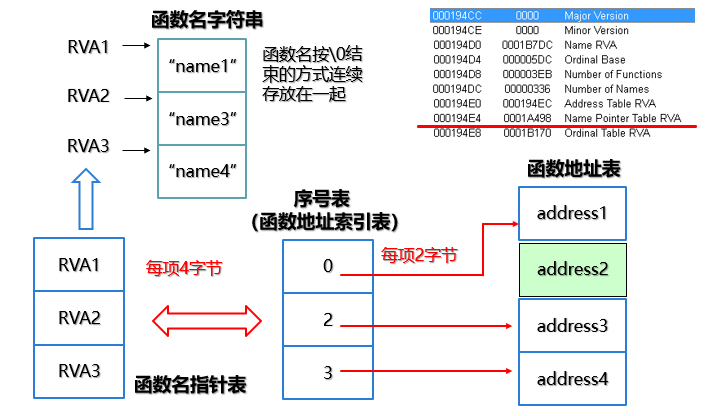 函数名字符串
RVA1
RVA2
RVA3
“name1”
“name3”
“name4“
函数名按\0结
束的方式连续
存放在一起
000194CC 0000 Major Version
000194CE 0000 Minor Version
000194D0 0001B7DC Name RVA
000194D4 000005DC Ordinal Base
000194D8 000003EB Number of Functions
000194DC 00000336 Number of Names
000194E0 000194EC Address Table RVA
000194E4 0001A498 Name Pointer Table RVA
000194E8 0001B170 Ordinal Table RVA
RVA1
RVA2
RVA3
函数名指针表
每项4字节
序号表
（函数地址索引表）
0
2
3
每项2字节
函数地址表
address1
address2
address3
address4